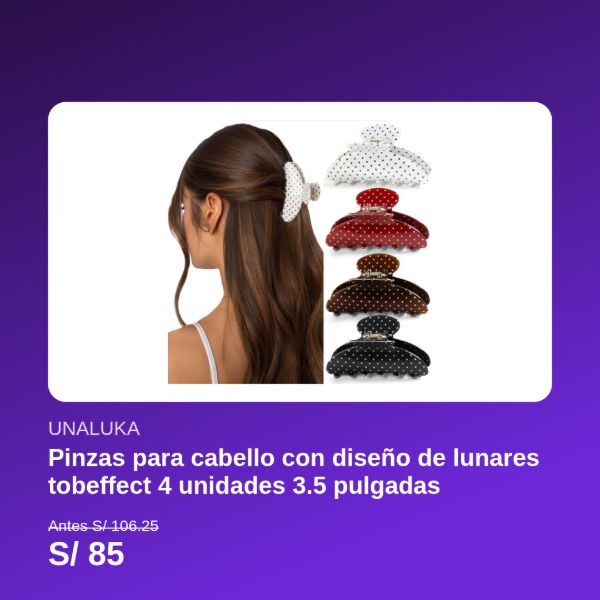 UNALUKA
Pinzas para cabello con diseño de lunares
tobeffect 4 unidades 3.5 pulgadas
Antes S/ 106.25
S/ 85